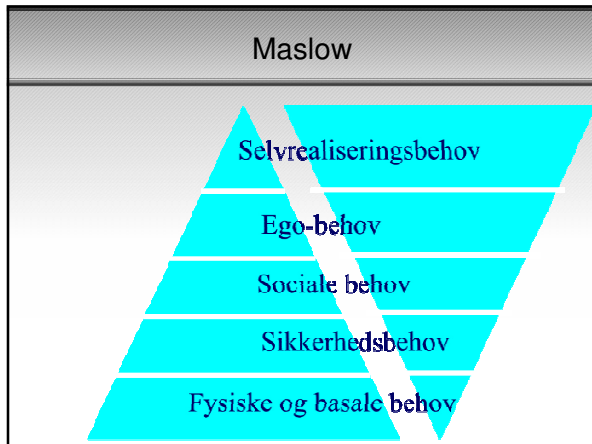 Maslow
Selvrealiseringsbehov
Ego-behov
Sociale behov
Sikkerhedsbehov
Fysiske og basale behov